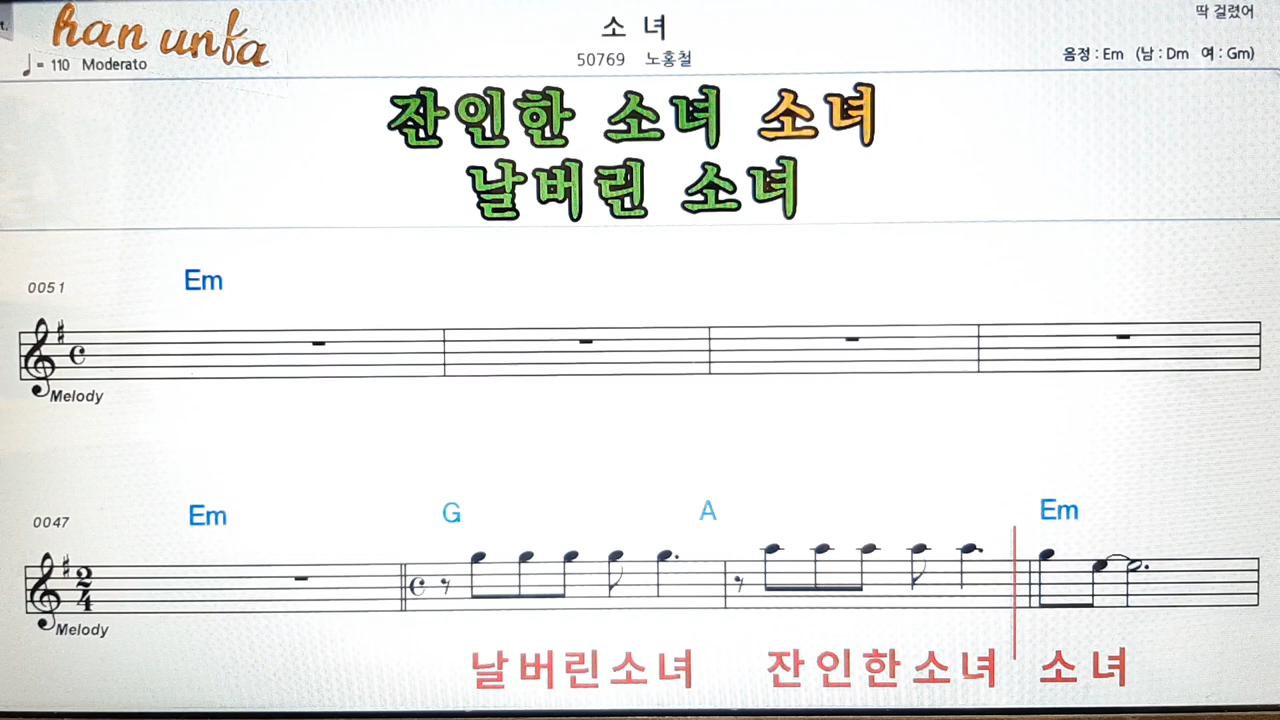 han unfa
소 녀
딱 걸렸어
♩ = 110 Moderato
50769 노홍철
음정 : Em (남 : Dm 여 : Gm)
잔인한 소녀 소녀
날버린 소녀
Em
0051
Melody
Em G A Em
0047
2
4
Melody
날버린소녀 잔인한소녀 소녀